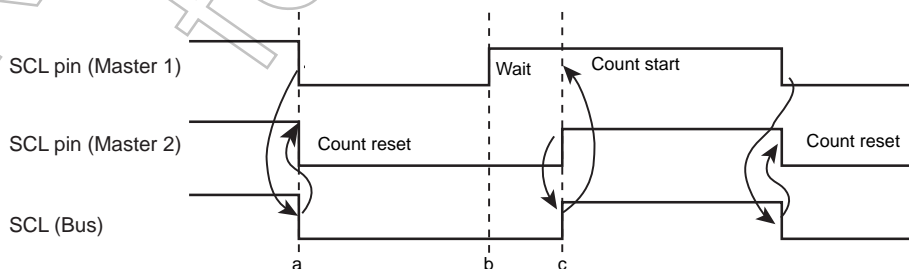 SCL pin (Master 1)
Wait
Count start
SCL pin (Master 2)
Count reset
Count reset
SCL (Bus)
a
b
c